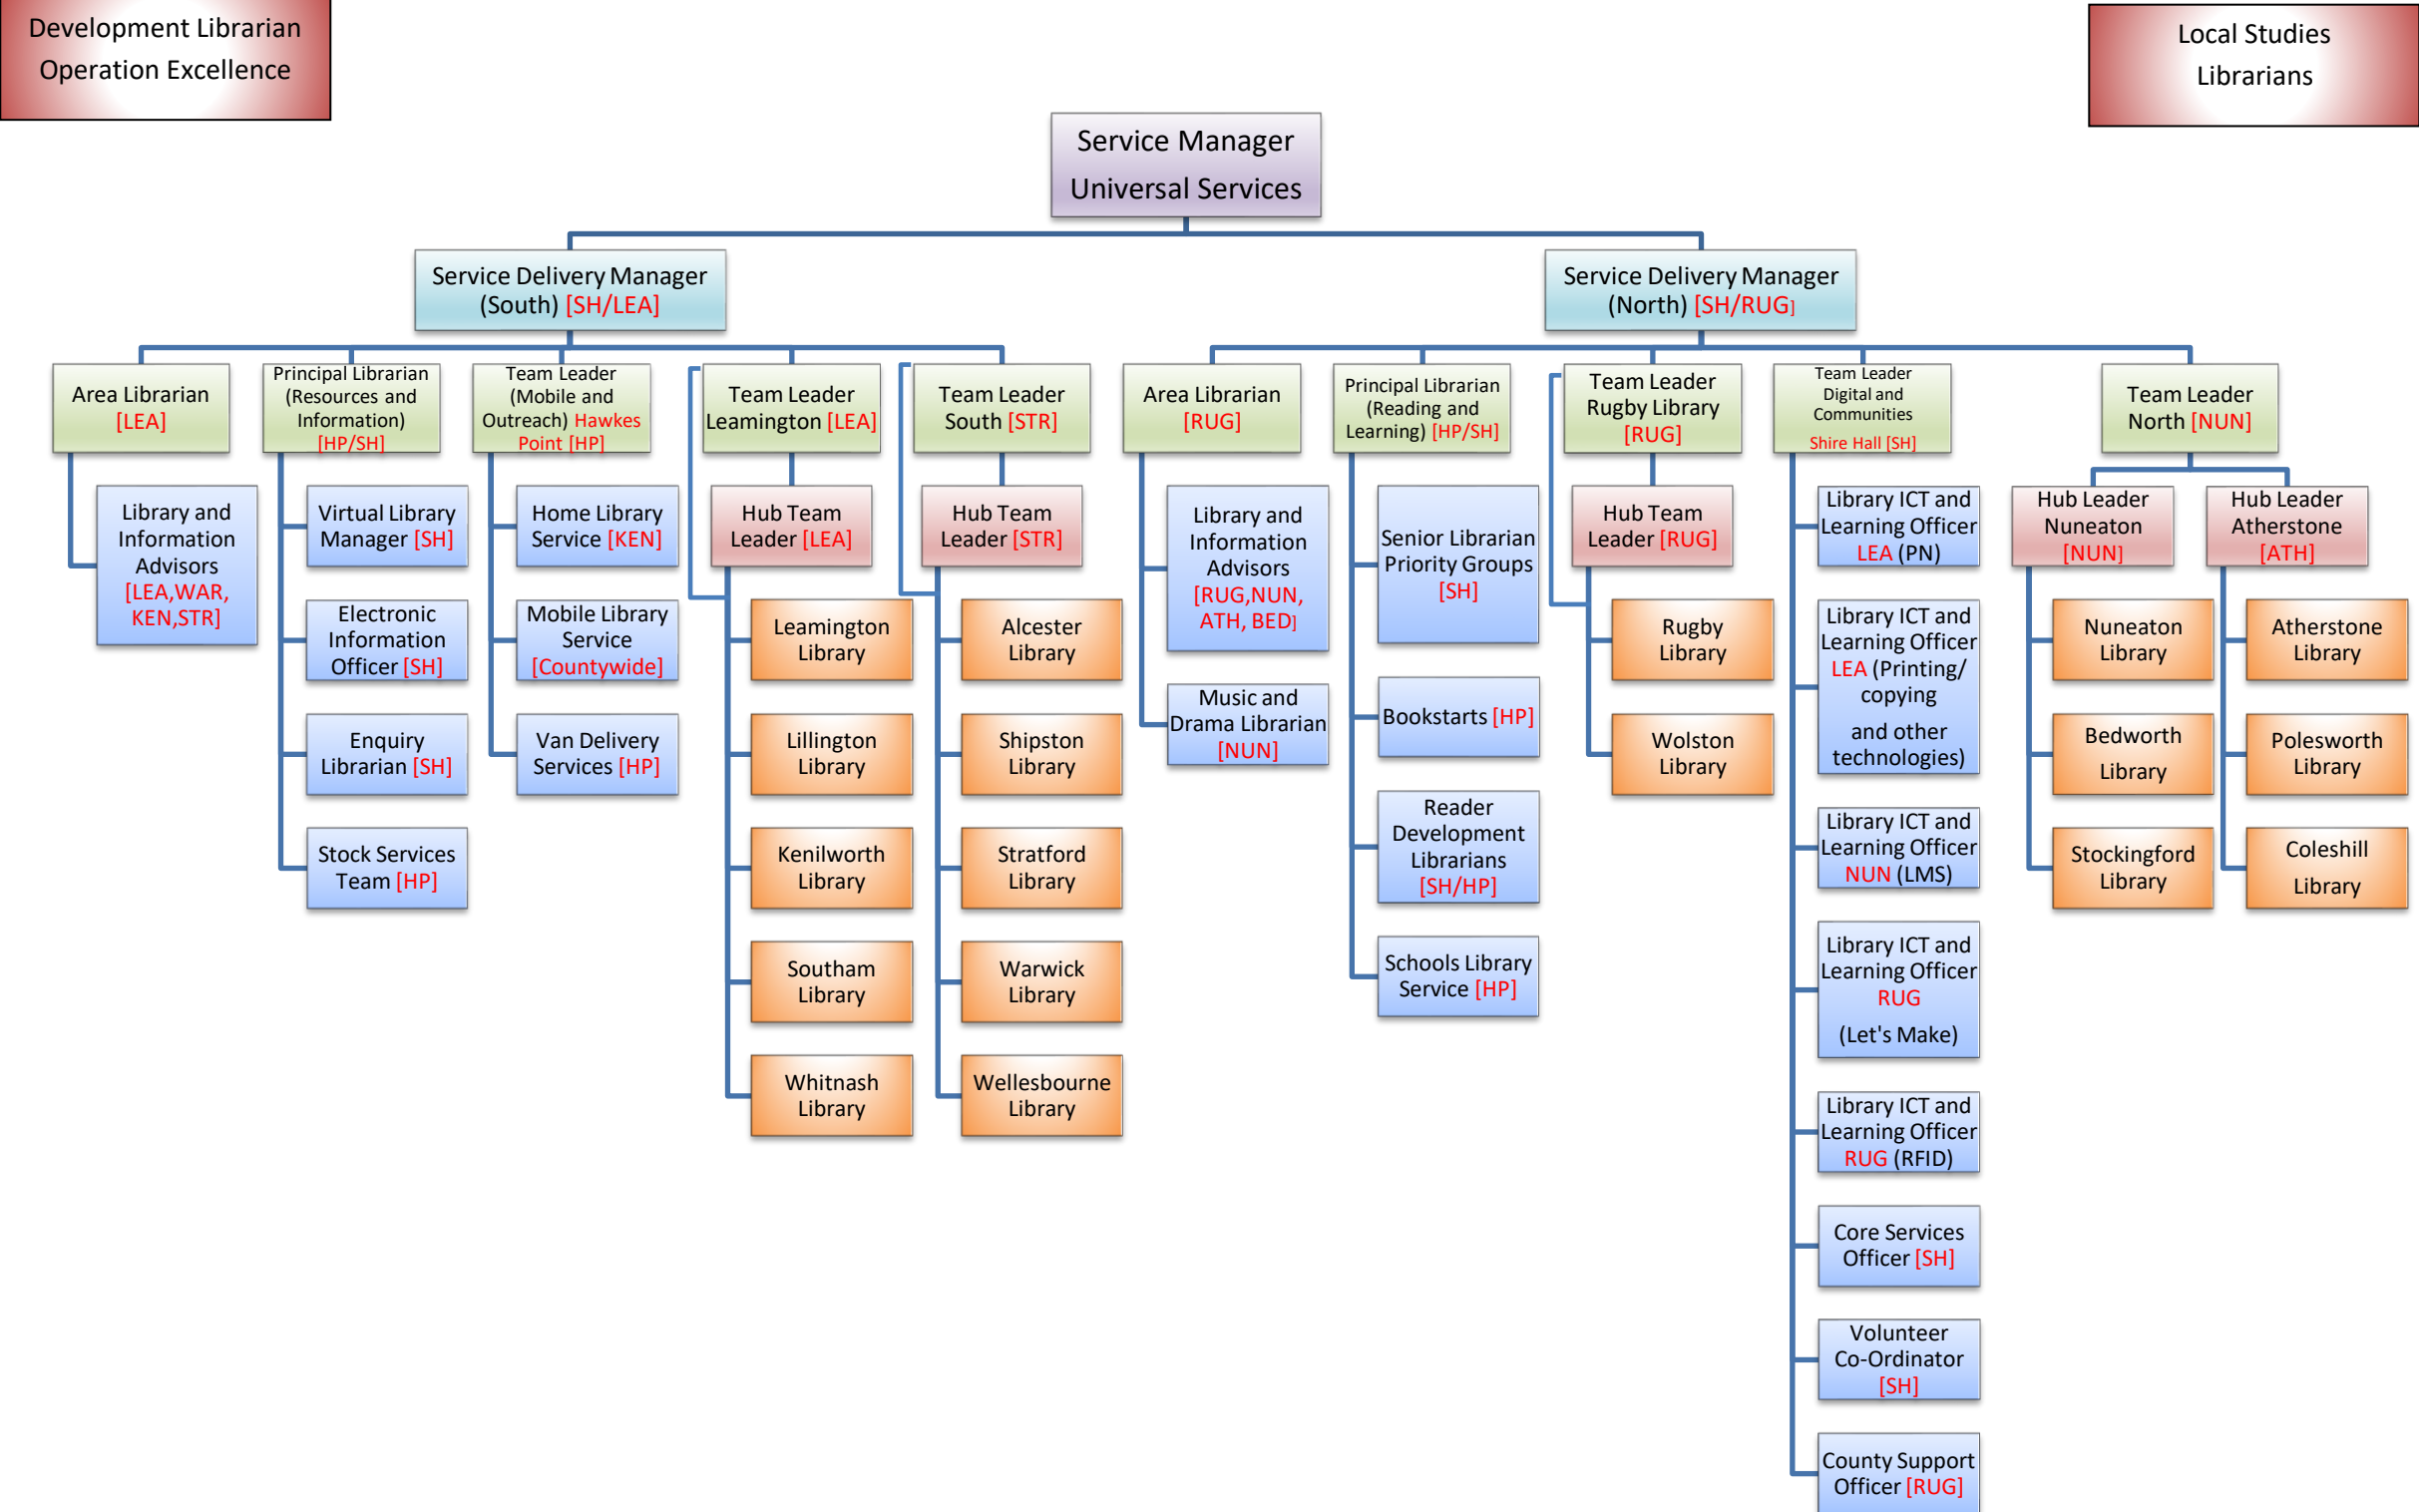 Development Librarian
Operation Excellence
Local Studies
Librarians
Service Manager
Universal Services
Service Delivery Manager
(South) [SH/LEA]
Service Delivery Manager
(North) [SH/RUG]
Area Librarian
[LEA]
Library and
Information
Advisors
[LEA,WAR,
KEN,STR]
Principal Librarian
(Resources and
Information)
[HP/SH]
Virtual Library
Manager [SH]
Electronic
Information
Officer [SH]
Enquiry
Librarian [SH]
Stock Services
Team [HP]
Team Leader
(Mobile and
Outreach) Hawkes
Point [HP]
Home Library
Service [KEN]
Mobile Library
Service
[Countywide]
Van Delivery
Services [HP]
Team Leader
Leamington [LEA]
Hub Team
Leader [LEA]
Leamington
Library
Lillington
Library
Kenilworth
Library
Southam
Library
Whitnash
Library
Team Leader
South [STR]
Hub Team
Leader [STR]
Alcester
Library
Shipston
Library
Stratford
Library
Warwick
Library
Wellesbourne
Library
Area Librarian
[RUG]
Library and
Information
Advisors
[RUG,NUN,
ATH, BED]
Music and
Drama Librarian
[NUN]
Principal Librarian
(Reading and
Learning) [HP/SH]
Senior Librarian
Priority Groups
[SH]
Bookstarts [HP]
Reader
Development
Librarians
[SH/HP]
Schools Library
Service [HP]
Team Leader
Rugby Library
[RUG]
Hub Team
Leader [RUG]
Rugby
Library
Wolston
Library
Team Leader
Digital and
Communities
Shire Hall [SH]
Library ICT and
Learning Officer
LEA (PN)
Library ICT and
Learning Officer
LEA (Printing/
copying
and other
technologies)
Library ICT and
Learning Officer
NUN (LMS)
Library ICT and
Learning Officer
RUG
(Let's Make)
Library ICT and
Learning Officer
RUG (RFID)
Core Services
Officer [SH]
Volunteer
Co-Ordinator
[SH]
County Support
Officer [RUG]
Team Leader
North [NUN]
Hub Leader
Nuneaton
[NUN]
Nuneaton
Library
Bedworth
Library
Stockingford
Library
Hub Leader
Atherstone
[ATH]
Atherstone
Library
Polesworth
Library
Coleshill
Library